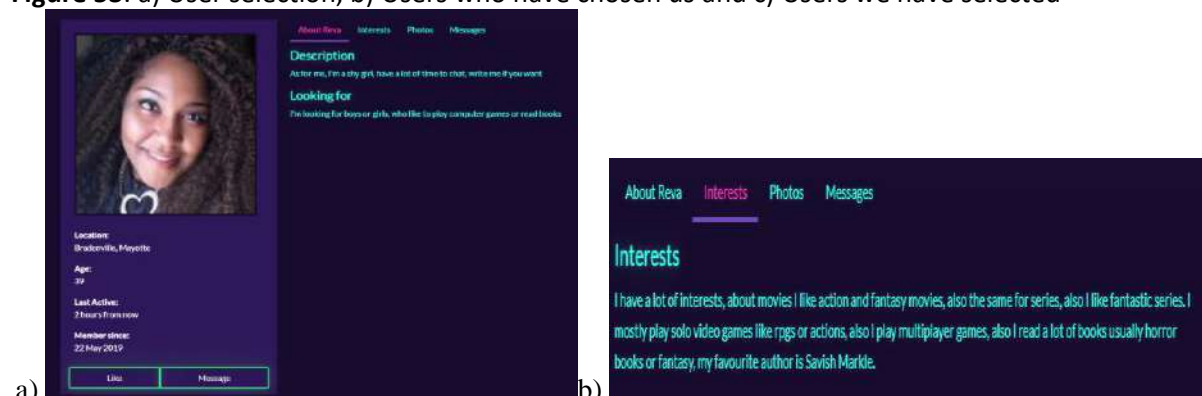 Figure 53: a) User selection, b) Users who have chosen us and c) Users we have selected
About Reva Interests Photos Messages
Description
As for me, I'm a shy girl, have a lot of time to chat, write me if you want
Looking for
I'm looking for boys or girls, who like to play computer games or read books
Location:
Bradenville, Mayotte
Age:
39
Last Active:
2 hours from now
Member since:
22 May 2019
Like Message
a)
About Reva Interests Photos Messages
Interests
I have a lot of interests, about movies I like action and fantasy movies, also the same for series, also I like fantastic series. I
mostly play solo video games like rpgs or actions, also I play multiplayer games, also I read a lot of books usually horror
books or fantasy, my favourite author is Savish Markle.
b)